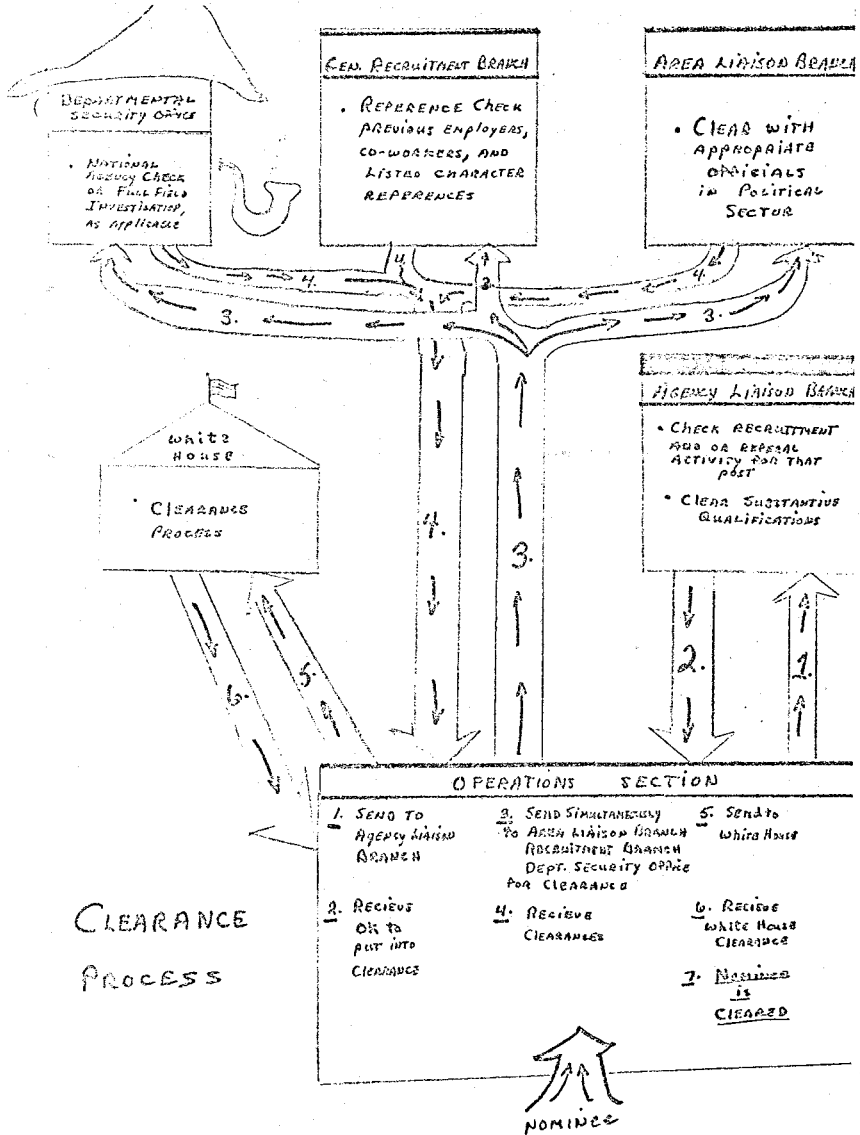 DEPARTMENTAL
SECURITY OFFICE
• NATIONAL
AGENCY CHECK
OR FULL FIELD
INVESTIGATION,
AS APPLICABLE
GEN. RECRUITMENT BRANCH
• REFERENCE CHECK
PREVIOUS EMPLOYERS,
CO-WORKERS, AND
LISTED CHARACTER
REFERENCES
AREA LIAISON BRANCH
• CLEAR WITH
APPROPRIATE
OFFICIALS
IN POLITICAL
SECTOR
4.
4.
4.
3.
3.
3.
White
House
• CLEARANCE
PROCESS
AGENCY LIAISON BRANCH
• CHECK RECRUITMENT
AND OR REFERAL
ACTIVITY FOR THAT
POST
• CLEAR SUBSTANTIVE
QUALIFICATIONS
4.
3.
2.
1.
6.
5.
OPERATIONS SECTION
1. SEND TO
AGENCY LIAISON
BRANCH
2. RECIEVE
OK to
PUT INTO
CLEARANCE
3. SEND SIMULTANEOUSLY
to AREA LIAISON BRANCH
RECRUITMENT BRANCH
DEPT. SECURITY OFFICE
FOR CLEARANCE
4. RECIEVE
CLEARANCES
5. Send to
White House
6. RECIEVE
White House
CLEARANCE
7. NOMINEE
is
CLEARED
CLEARANCE
PROCESS
NOMINEE